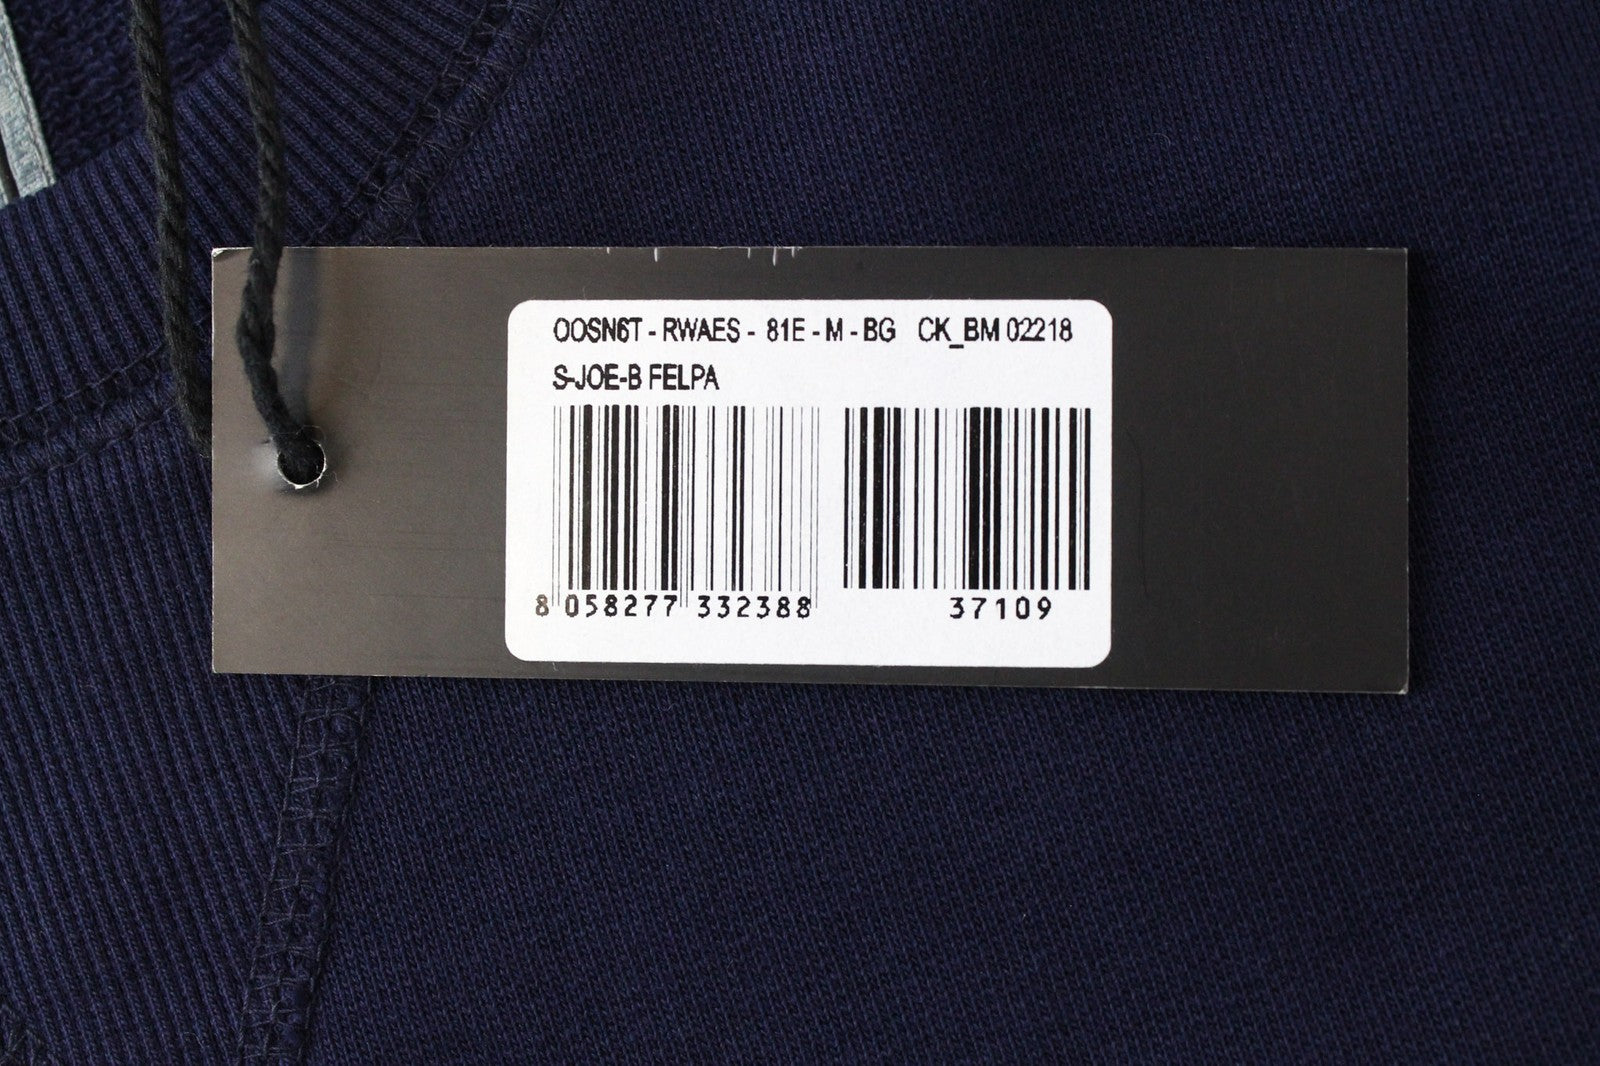 OOSN6T - RWAES - 81E - M - BG CK_BM 02218
S-JOE-B FELPA
8 058277 332388
37109